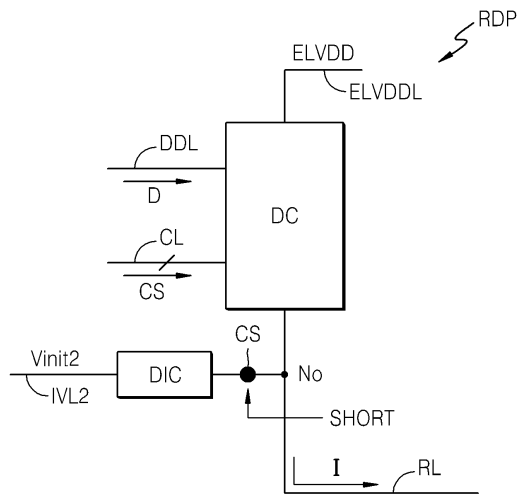 RDP
ELVDD
ELVDDL
DDL
D
DC
CL
CS
CS
Vinit2
DIC
No
IVL2
SHORT
I
RL